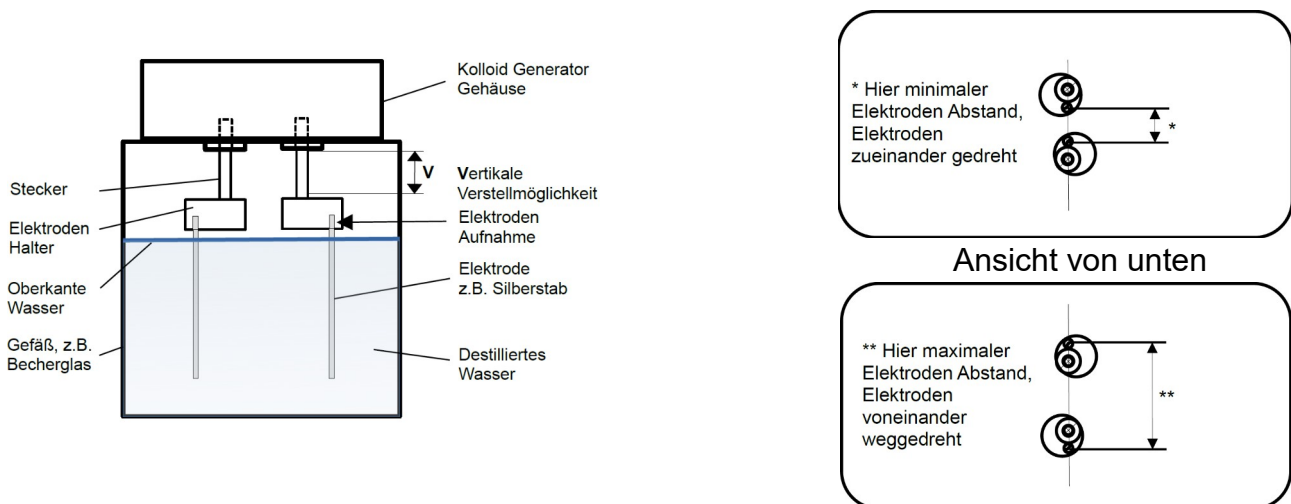 Kolloid Generator
Gehäuse
Stecker
Elektroden
Halter
Oberkante
Wasser
Gefäß, z.B.
Becherglas
V
Vertikale
Verstellmöglichkeit
Elektroden
Aufnahme
Elektrode
z.B. Silberstab
Destilliertes
Wasser
* Hier minimaler
Elektroden Abstand,
Elektroden
zueinander gedreht
*
Ansicht von unten
** Hier maximaler
Elektroden Abstand,
Elektroden
voneinander
weggedreht
**